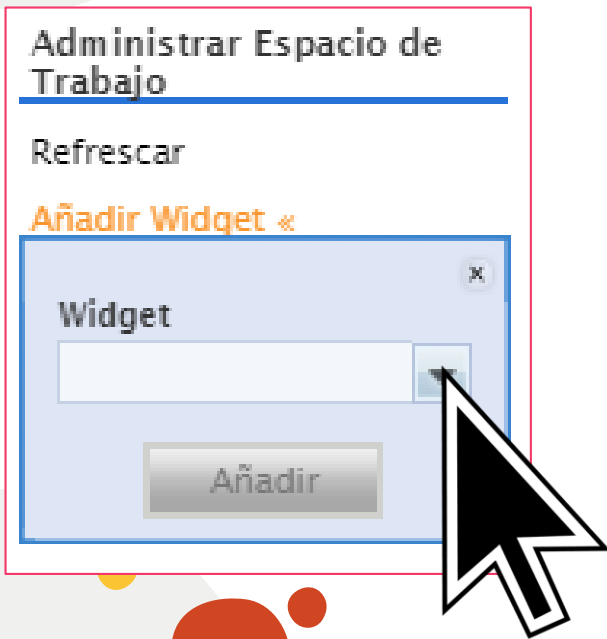 Administrar Espacio de
Trabajo
Refrescar
Añadir Widget «
Widget
Añadir